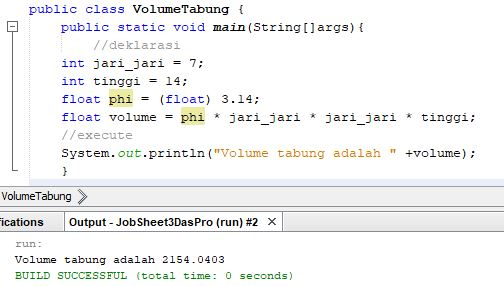 public class VolumeTabung {
public static void main(String[]args){
//deklarasi
int jari_jari = 7;
int tinggi = 14;
float phi = (float) 3.14;
float volume = phi * jari_jari * jari_jari * tinggi;
//execute
System.out.println("Volume tabung adalah " +volume);
}
VolumeTabung
fications Output - JobSheet3DasPro (run) #2 ×
run:
Volume tabung adalah 2154.0403
BUILD SUCCESSFUL (total time: 0 seconds)